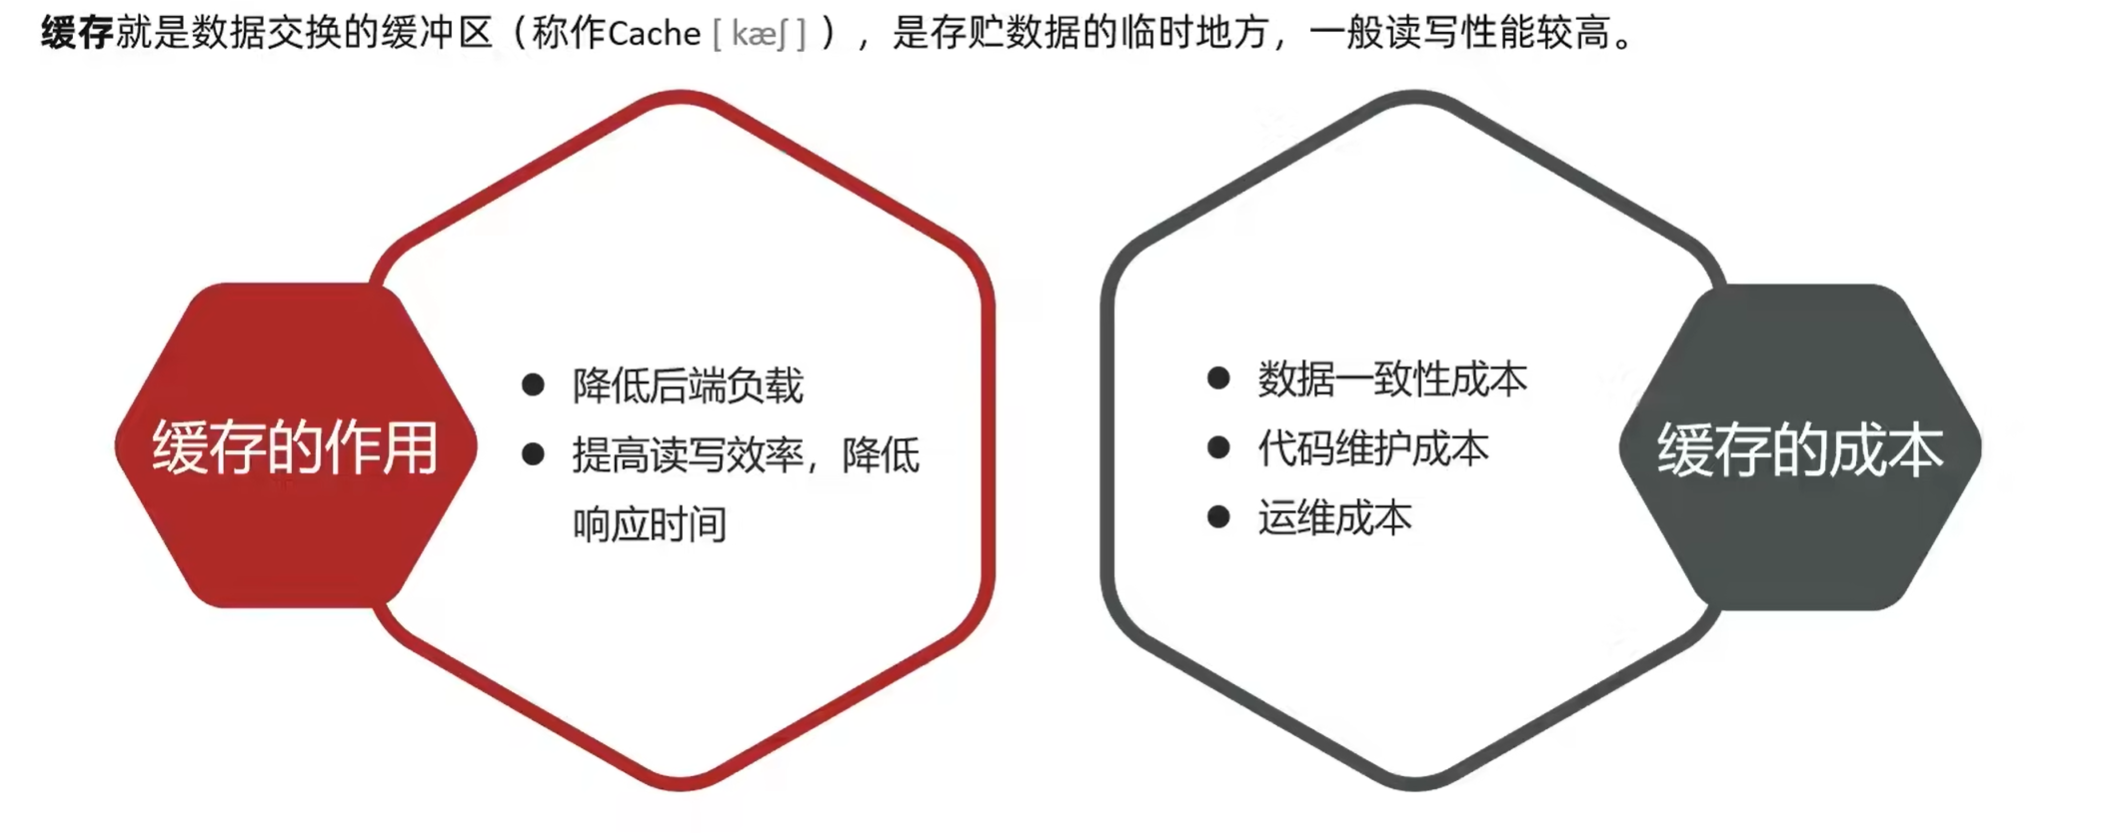 缓存就是数据交换的缓冲区（称作Cache [ kæʃ ] ），是存贮数据的临时地方，一般读写性能较高。
缓存的作用
● 降低后端负载
● 提高读写效率，降低
响应时间
● 数据一致性成本
● 代码维护成本
● 运维成本
缓存的成本